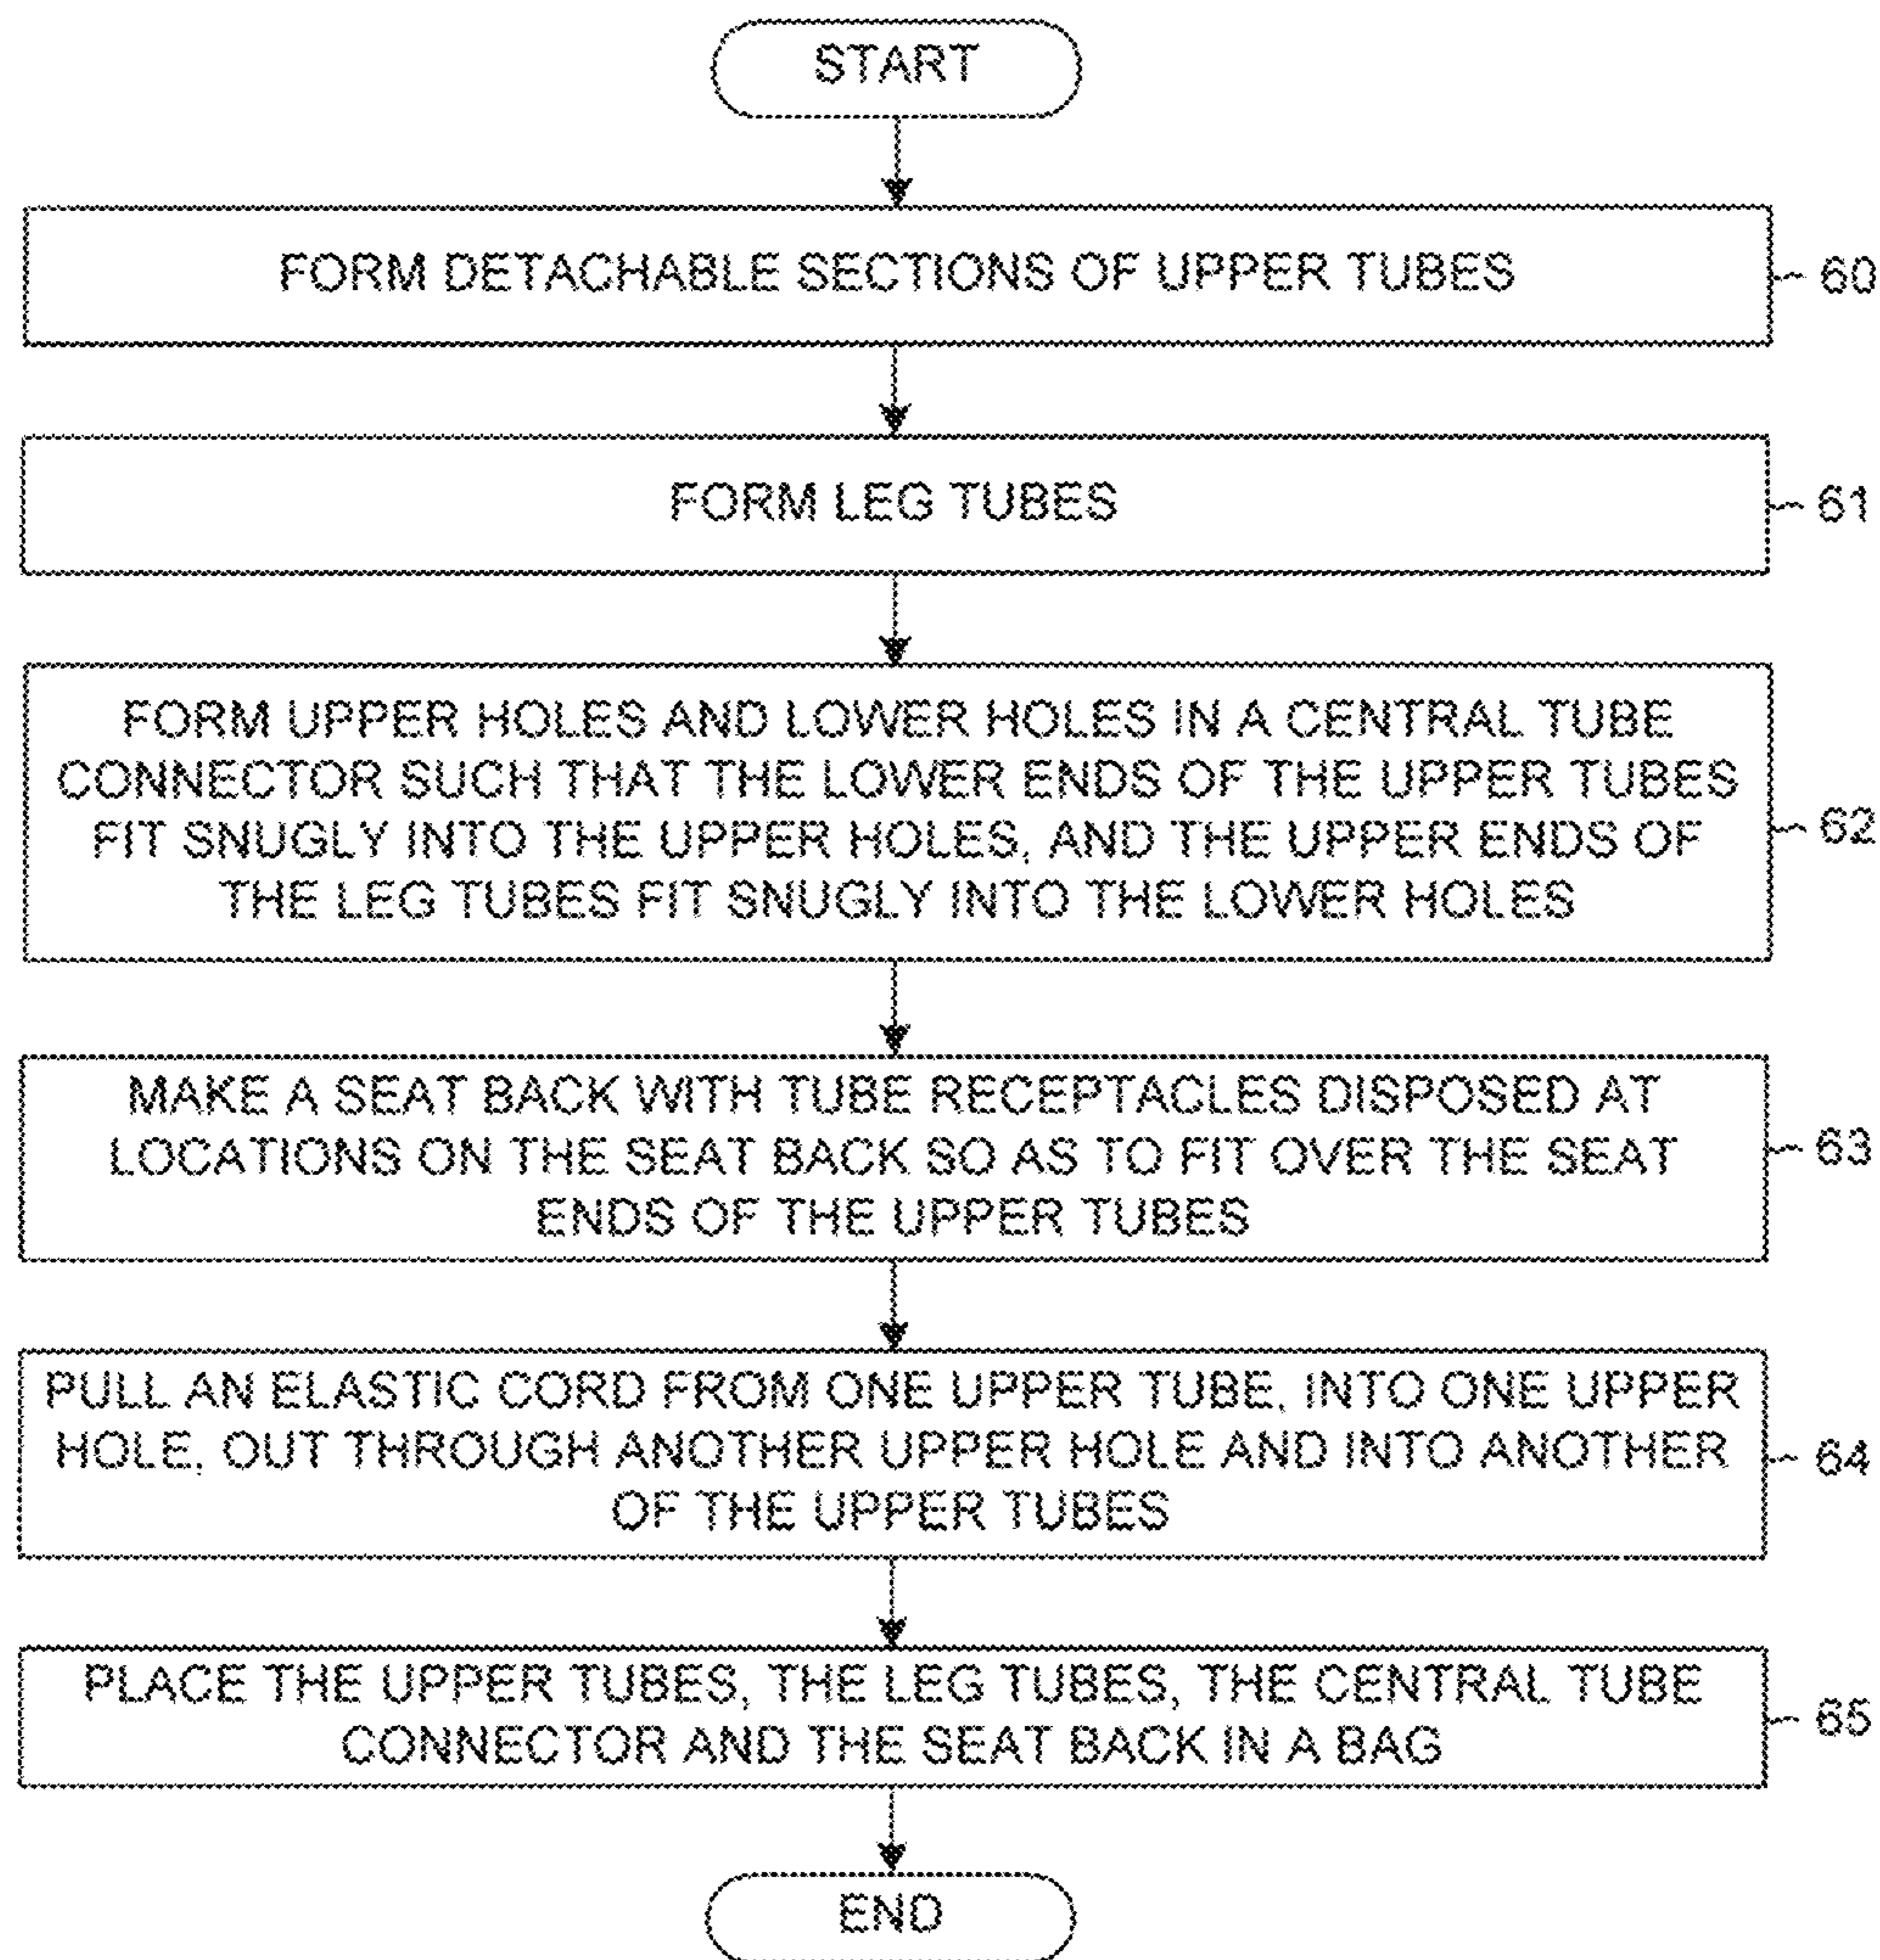 START
FORM DETACHABLE SECTIONS OF UPPER TUBES
60
FORM LEG TUBES
61
FORM UPPER HOLES AND LOWER HOLES IN A CENTRAL TUBE
CONNECTOR SUCH THAT THE LOWER ENDS OF THE UPPER TUBES
FIT SNUGLY INTO THE UPPER HOLES, AND THE UPPER ENDS OF
THE LEG TUBES FIT SNUGLY INTO THE LOWER HOLES
62
MAKE A SEAT BACK WITH TUBE RECEPTACLES DISPOSED AT
LOCATIONS ON THE SEAT BACK SO AS TO FIT OVER THE SEAT
ENDS OF THE UPPER TUBES
63
PULL AN ELASTIC CORD FROM ONE UPPER TUBE, INTO ONE UPPER
HOLE, OUT THROUGH ANOTHER UPPER HOLE AND INTO ANOTHER
OF THE UPPER TUBES
64
PLACE THE UPPER TUBES, THE LEG TUBES, THE CENTRAL TUBE
CONNECTOR AND THE SEAT BACK IN A BAG
65
END